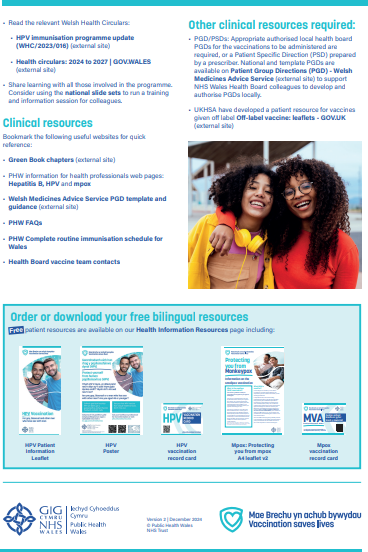 • Read the relevant Welsh Health Circulars:
• HPV immunisation programme update
(WHC/2023/016) (external site)
• Health circulars: 2024 to 2027 | GOV.WALES
(external site)
• Share learning with all those involved in the programme.
Consider using the national slide sets to run a training
and information session for colleagues.
Clinical resources
Bookmark the following useful websites for quick
reference:
• Green Book chapters (external site)
• PHW information for health professionals web pages:
Hepatitis B, HPV and mpox
• Welsh Medicines Advice Service PGD template and
guidance (external site)
• PHW FAQs
• PHW Complete routine immunisation schedule for
Wales
• Health Board vaccine team contacts
Other clinical resources required:
• PGD/PSDs: Appropriate authorised local health board
PGDs for the vaccinations to be administered are
required, or a Patient Specific Direction (PSD) prepared
by a prescriber. National and template PGDs are
available on Patient Group Directions (PGD) - Welsh
Medicines Advice Service (external site) to support
NHS Wales Health Board colleagues to develop and
authorise PGDs locally.
• UKHSA have developed a patient resource for vaccines
given off label Off-label vaccine: leaflets - GOV.UK
(external site)
Order or download your free bilingual resources
Free patient resources are available on our Health Information Resources page including:
HPV Vaccination
HPV
Protecting
you from
Monkeypox
MVA
HPV Patient
Information
Leaflet
HPV
Poster
HPV
vaccination
record card
Mpox: Protecting
you from mpox
A4 leaflet v2
Mpox
vaccination
record card
GIG
CYMRU
NHS
WALES
Iechyd Cyhoeddus
Cymru
Public Health
Wales
Version 2 | December 2024
© Public Health Wales
NHS Trust
Mae Brechu yn achub bywydau
Vaccination saves lives